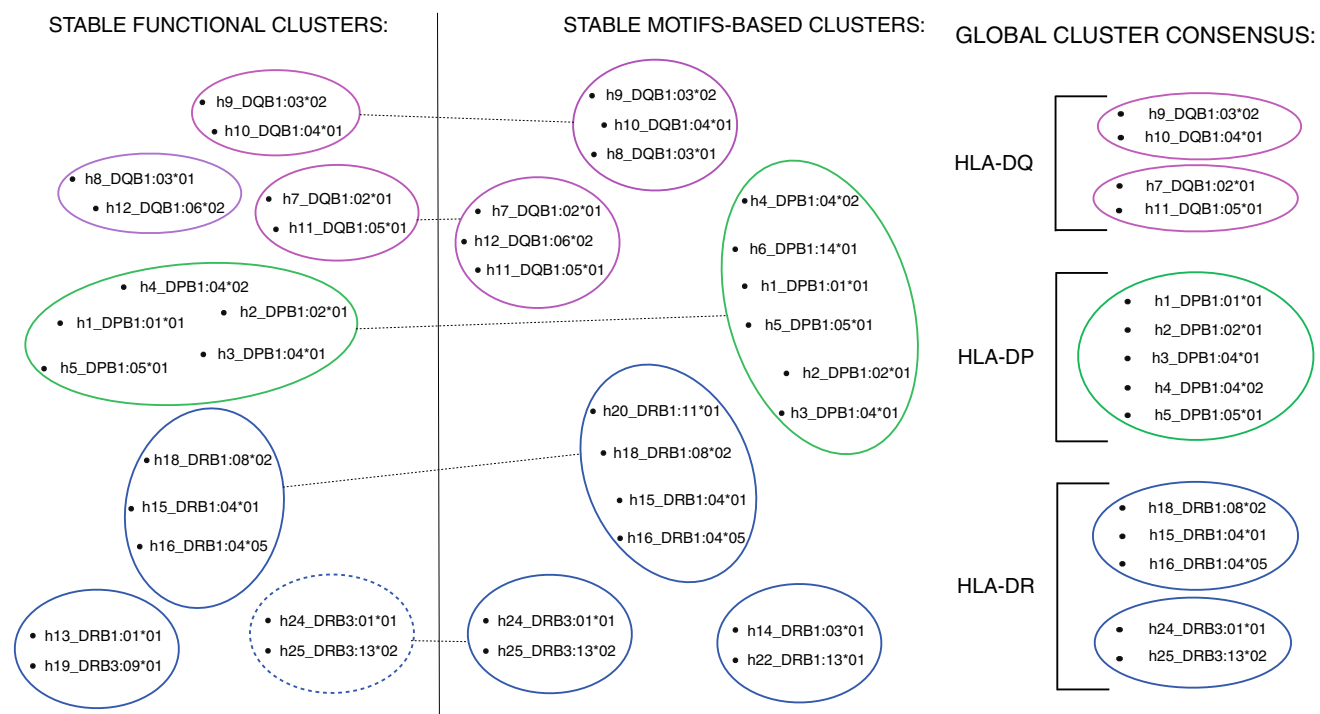 STABLE FUNCTIONAL CLUSTERS:
h9_DQB1:03*02
h10_DQB1:04*01
h8_DQB1:03*01
h12_DQB1:06*02
h7_DQB1:02*01
h11_DQB1:05*01
h4_DPB1:04*02
h2_DPB1:02*01
h1_DPB1:01*01
h3_DPB1:04*01
h5_DPB1:05*01
h18_DRB1:08*02
h15_DRB1:04*01
h16_DRB1:04*05
h13_DRB1:01*01
h19_DRB3:09*01
h24_DRB3:01*01
h25_DRB3:13*02
STABLE MOTIFS-BASED CLUSTERS:
h9_DQB1:03*02
h10_DQB1:04*01
h8_DQB1:03*01
h7_DQB1:02*01
h12_DQB1:06*02
h11_DQB1:05*01
h4_DPB1:04*02
h6_DPB1:14*01
h1_DPB1:01*01
h5_DPB1:05*01
h2_DPB1:02*01
h3_DPB1:04*01
h20_DRB1:11*01
h18_DRB1:08*02
h15_DRB1:04*01
h16_DRB1:04*05
h24_DRB3:01*01
h25_DRB3:13*02
h14_DRB1:03*01
h22_DRB1:13*01
GLOBAL CLUSTER CONSENSUS:
HLA-DQ
h9_DQB1:03*02
h10_DQB1:04*01
h7_DQB1:02*01
h11_DQB1:05*01
HLA-DP
h1_DPB1:01*01
h2_DPB1:02*01
h3_DPB1:04*01
h4_DPB1:04*02
h5_DPB1:05*01
HLA-DR
h18_DRB1:08*02
h15_DRB1:04*01
h16_DRB1:04*05
h24_DRB3:01*01
h25_DRB3:13*02